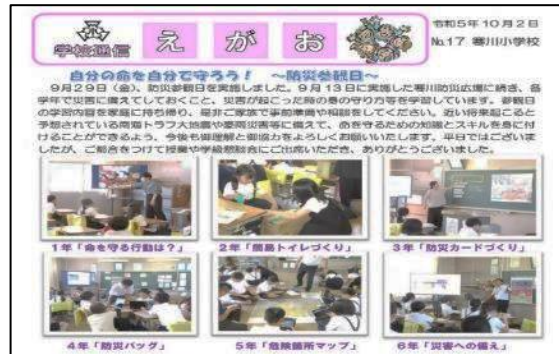 学校通信
えがお
令和5年10月2日
No.17 寒川小学校
自分の命を自分で守ろう! ~防災参観日~
9月29日(金)、防災参観日を実施しました。9月13日に実施した寒川防災広場に続き、各
学年で災害に備えてしておくこと、災害が起こった時の身の守り方等を学習しています。参観日
の学習内容を家庭に持ち帰り、是非ご家族で事前準備や相談をしてください。近い将来起こると
予想されている南海トラフ大地震や豪雨災害等に備えて、命を守るための知識とスキルを身に付
けることができるよう、今後も御理解と御協力をよろしくお願いいたします。平日ではございま
したが、ご都合をつけて授業や学級懇談会にご出席いただき、ありがとうございました。
1年「命を守る行動は?」
2年「簡易トイレづくり」
3年「防災カードづくり」
4年「防災バッグ」
5年「危険箇所マップ」
6年「災害への備え」